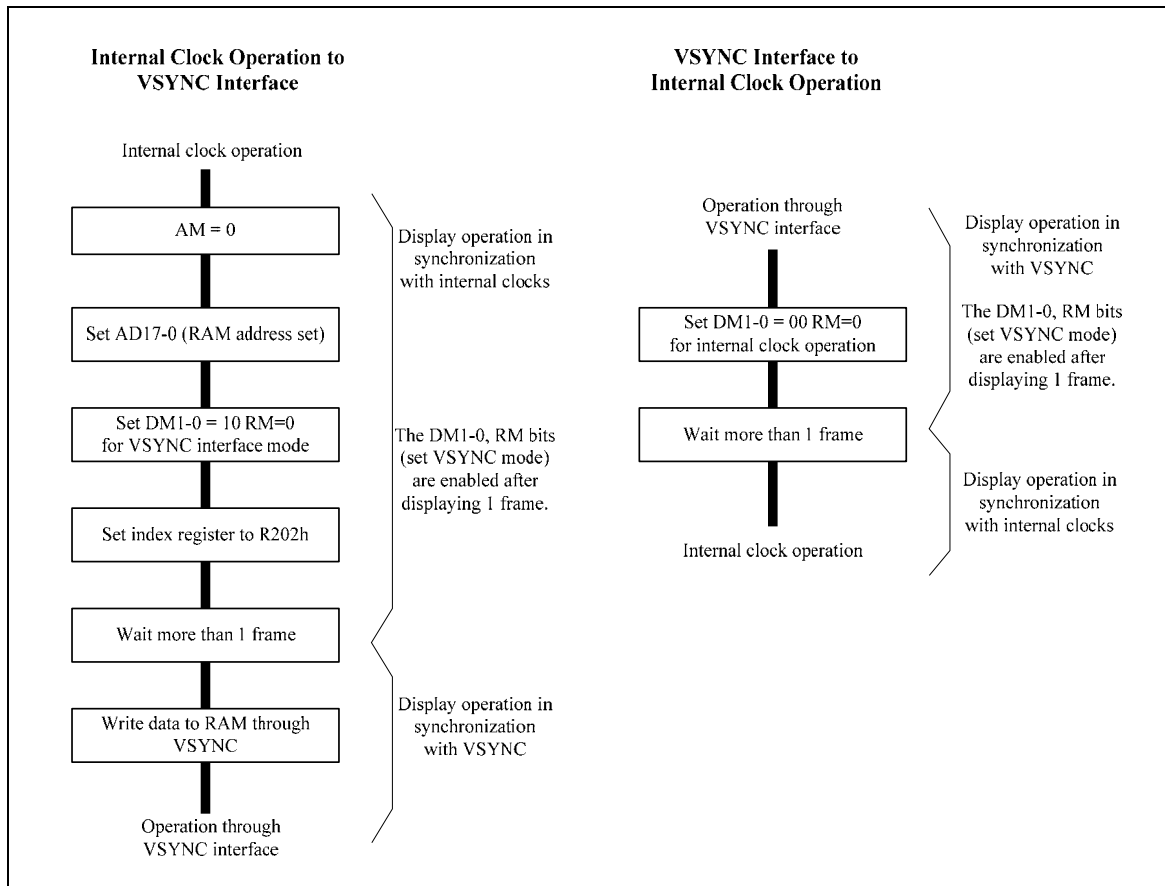 Internal Clock Operation to
VSYNC Interface
Internal clock operation
AM = 0
Set AD17-0 (RAM address set)
Set DM1-0 = 10 RM=0
for VSYNC interface mode
Set index register to R202h
Wait more than 1 frame
Write data to RAM through
VSYNC
Operation through
VSYNC interface
Display operation in
synchronization
with internal clocks
The DM1-0, RM bits
(set VSYNC mode)
are enabled after
displaying 1 frame.
Display operation in
synchronization
with VSYNC
VSYNC Interface to
Internal Clock Operation
Operation through
VSYNC interface
Set DM1-0 = 00 RM=0
for internal clock operation
Wait more than 1 frame
Internal clock operation
Display operation in
synchronization
with VSYNC
The DM1-0, RM bits
(set VSYNC mode)
are enabled after
displaying 1 frame.
Display operation in
synchronization
with internal clocks